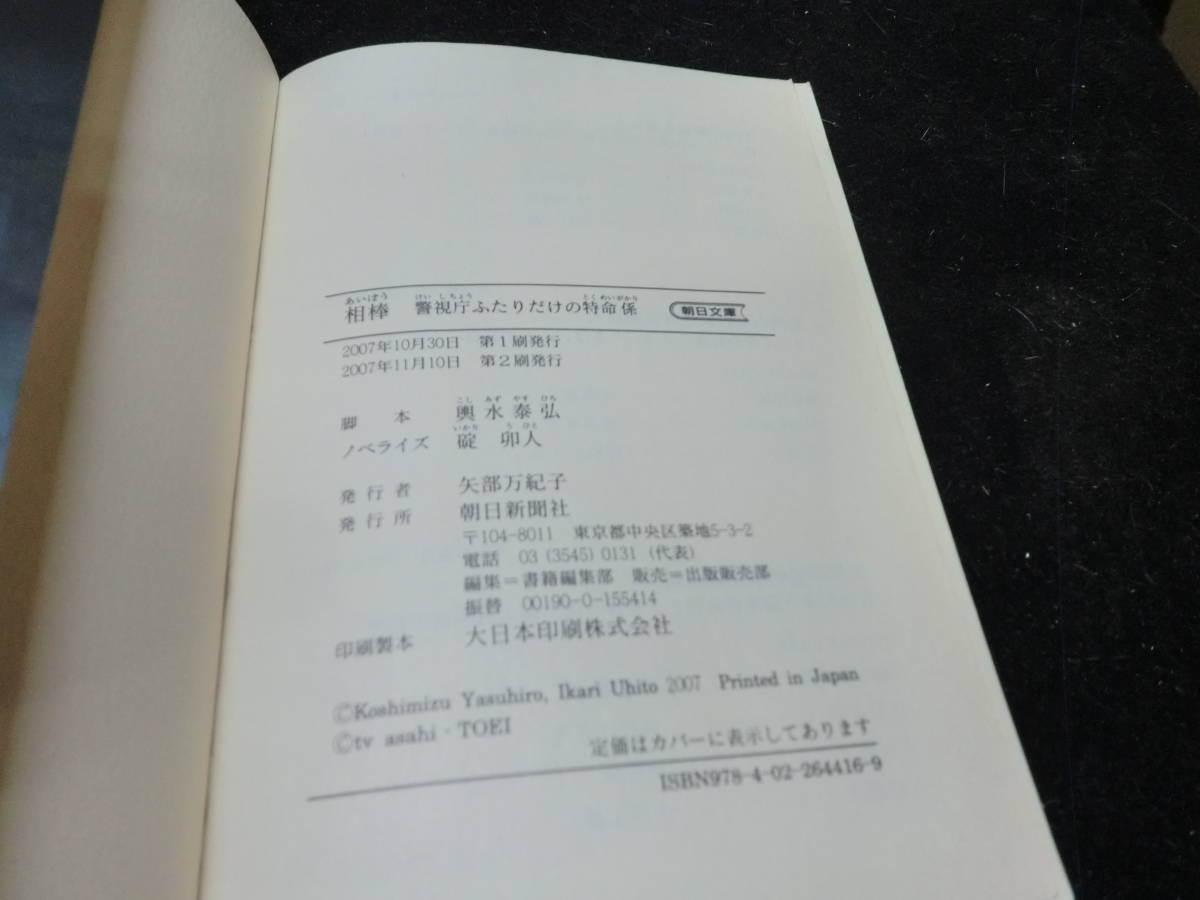 あいぼう けいしちょう とくめいがかり
相棒 警視庁ふたりだけの特命係 朝日文庫
2007年10月30日 第1刷発行
2007年11月10日 第2刷発行
こし みず やす ひろ
脚本 輿水泰弘
いかり う ひと
ノベライズ 碇 卯人
発行者 矢部万紀子
発行所 朝日新聞社
〒104-8011 東京都中央区築地5-3-2
電話 03(3545)0131(代表)
編集=書籍編集部 販売=出版販売部
振替 00190-0-155414
印刷製本 大日本印刷株式会社
©Koshimizu Yasuhiro, Ikari Uhito 2007 Printed in Japan
©tv asahi・TOEI
定価はカバーに表示してあります
ISBN978-4-02-264416-9